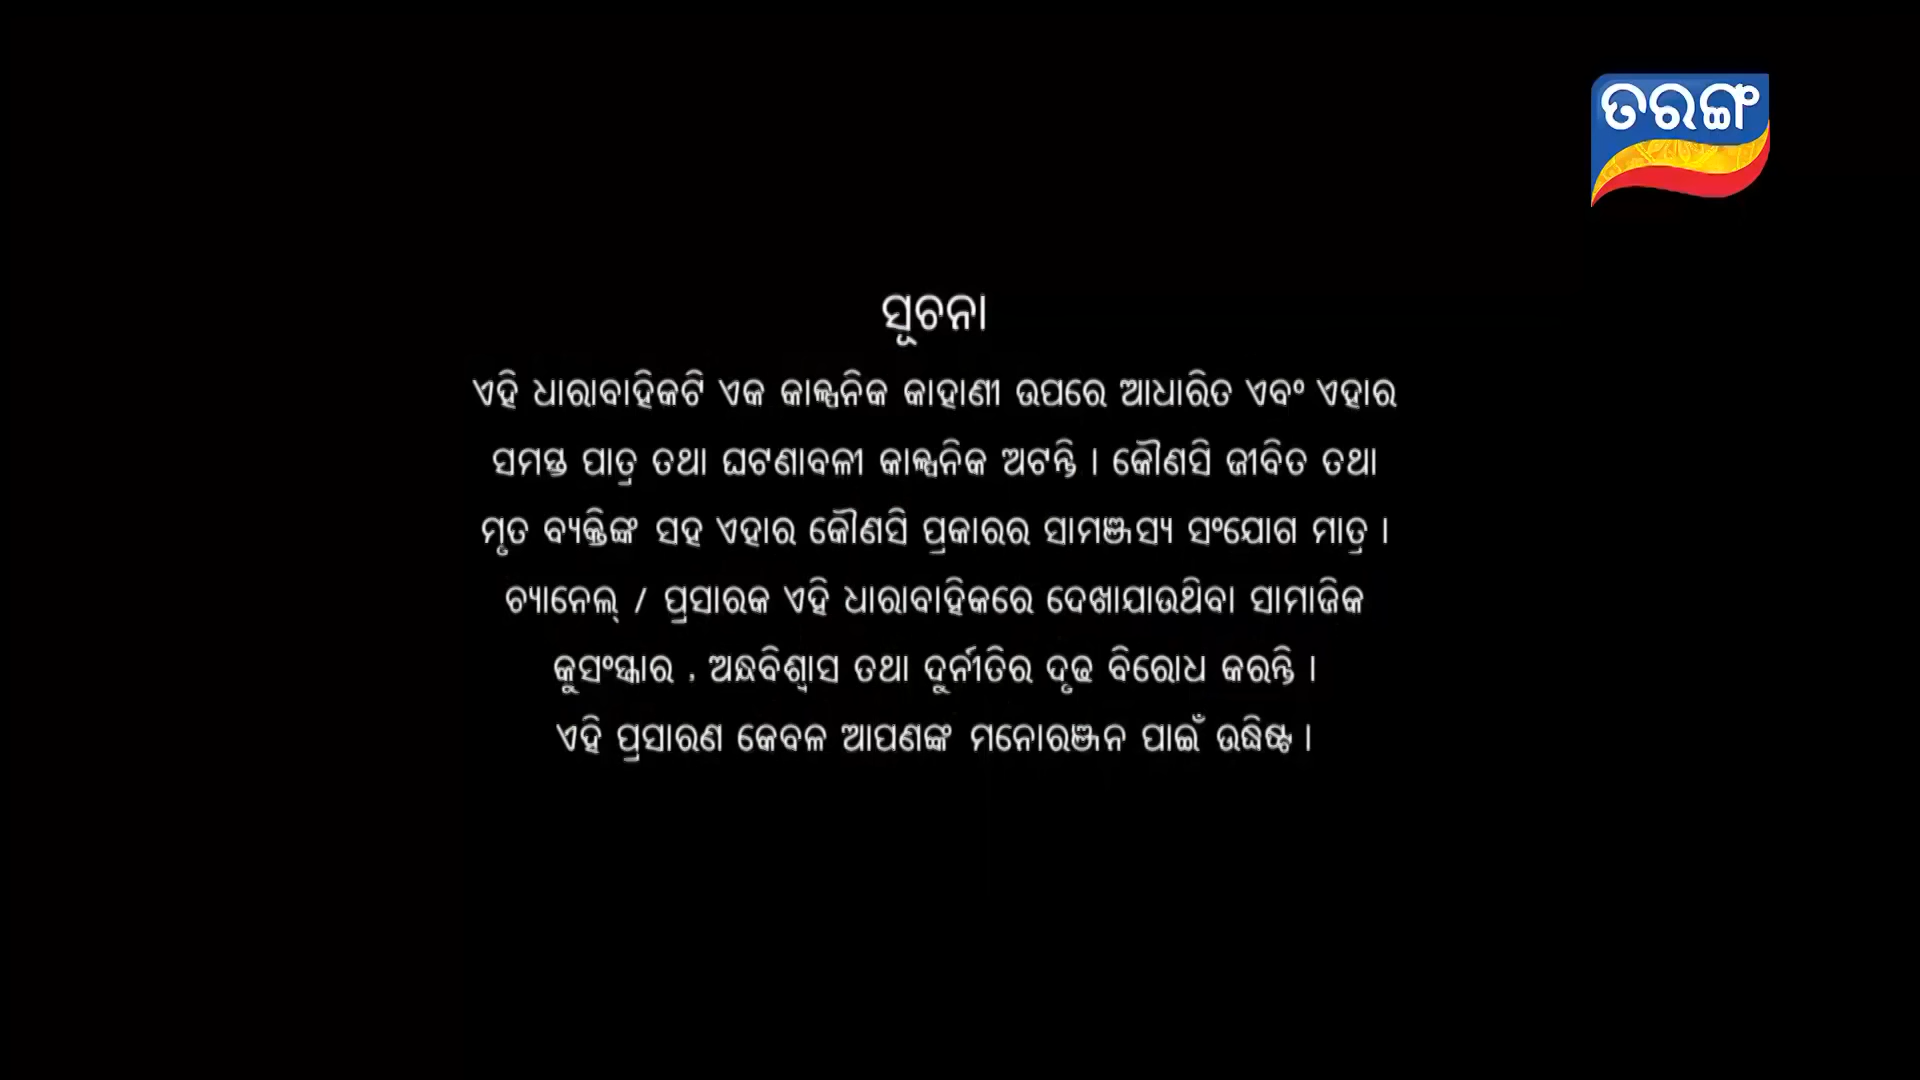 ତରଙ୍ଗ
ସୂଚନା
ଏହି ଧାରାବାହିକଟି ଏକ କାଳ୍ପନିକ କାହାଣୀ ଉପରେ ଆଧାରିତ ଏବଂ ଏହାର
ସମସ୍ତ ପାତ୍ର ତଥା ଘଟଣାବଳୀ କାଳ୍ପନିକ ଅଟନ୍ତି । କୌଣସି ଜୀବିତ ତଥା
ମୃତ ବ୍ୟକ୍ତିଙ୍କ ସହ ଏହାର କୌଣସି ପ୍ରକାରର ସାମଞ୍ଜସ୍ୟ ସଂଯୋଗ ମାତ୍ର ।
ଚ୍ୟାନେଲ୍ / ପ୍ରସାରକ ଏହି ଧାରାବାହିକରେ ଦେଖାଯାଉଥିବା ସାମାଜିକ
କୁସଂସ୍କାର , ଅନ୍ଧବିଶ୍ୱାସ ତଥା ଦୁର୍ନୀତିର ଦୃଢ ବିରୋଧ କରନ୍ତି ।
ଏହି ପ୍ରସାରଣ କେବଳ ଆପଣଙ୍କ ମନୋରଞ୍ଜନ ପାଇଁ ଉଦ୍ଧିଷ୍ଟ ।